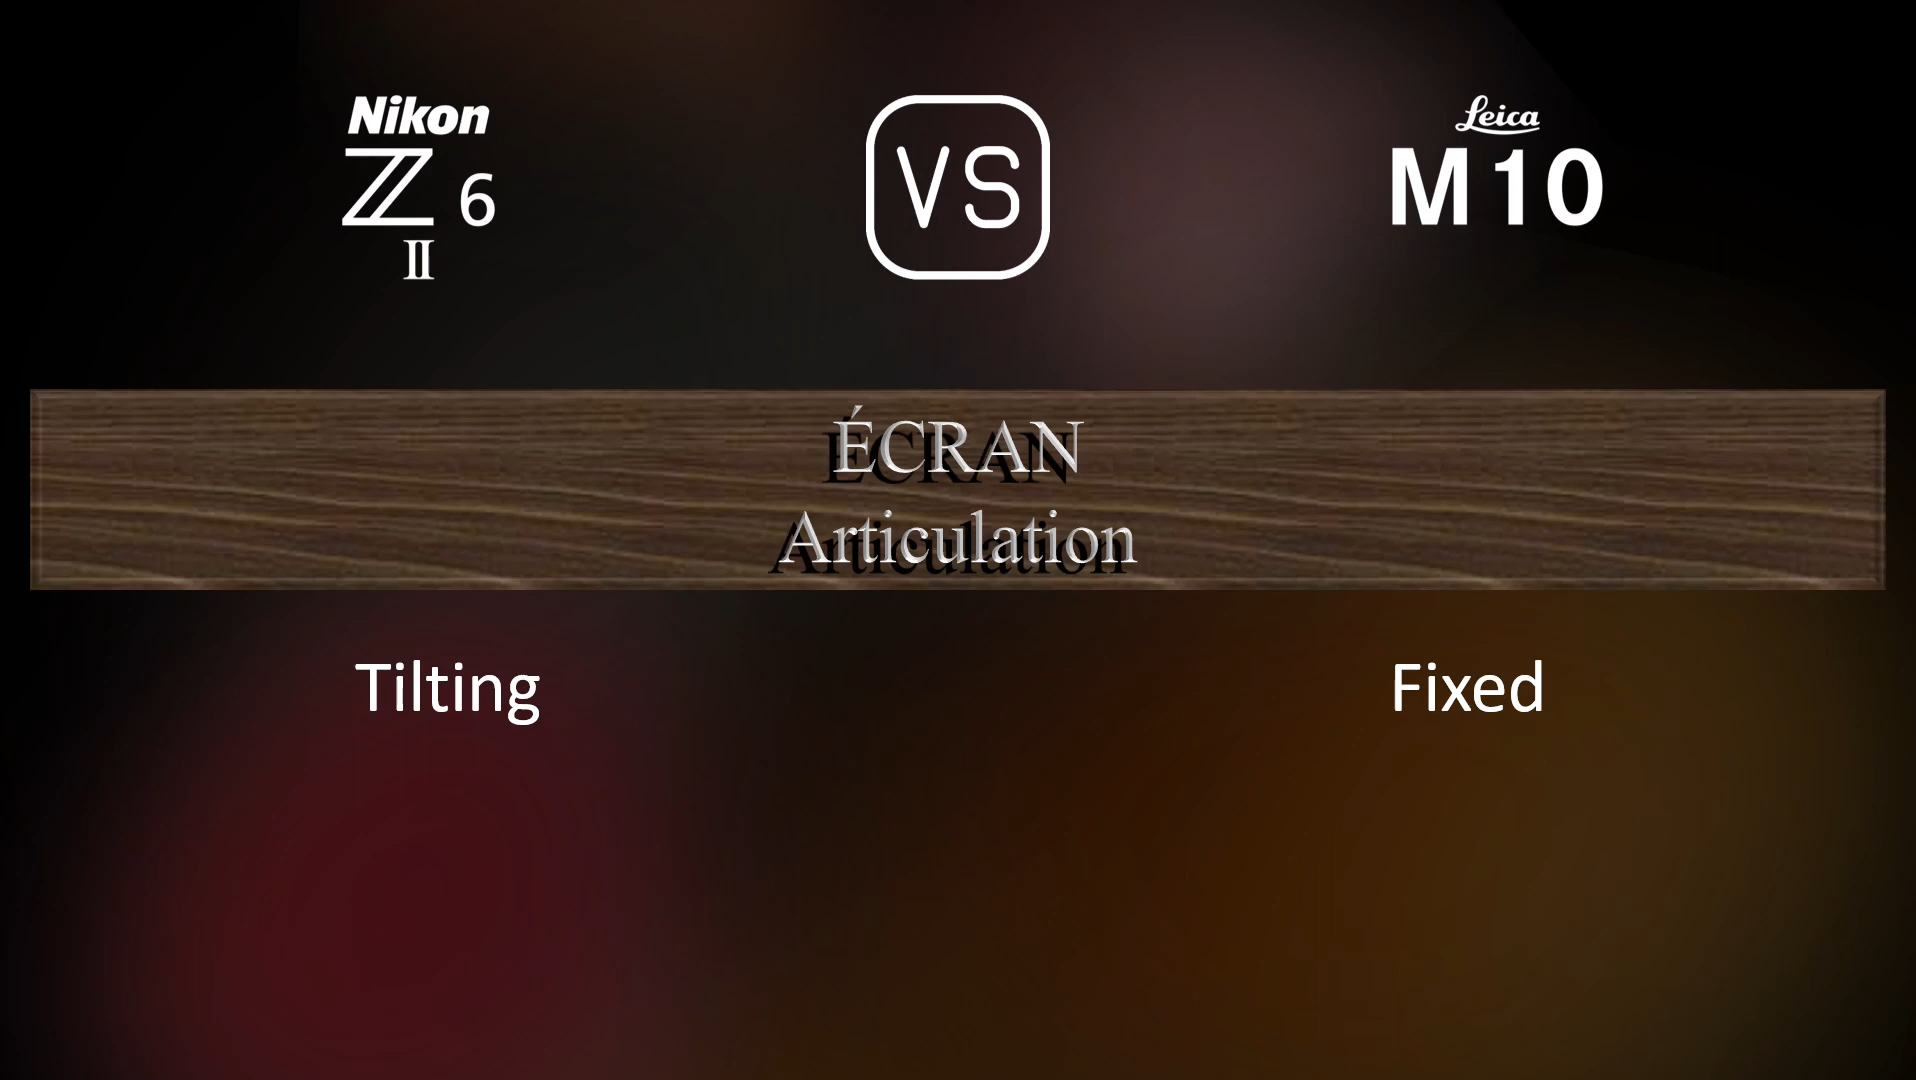 Nikon
Z 6
II
VS
Leica
M10
ÉCRAN
Articulation
Tilting
Fixed